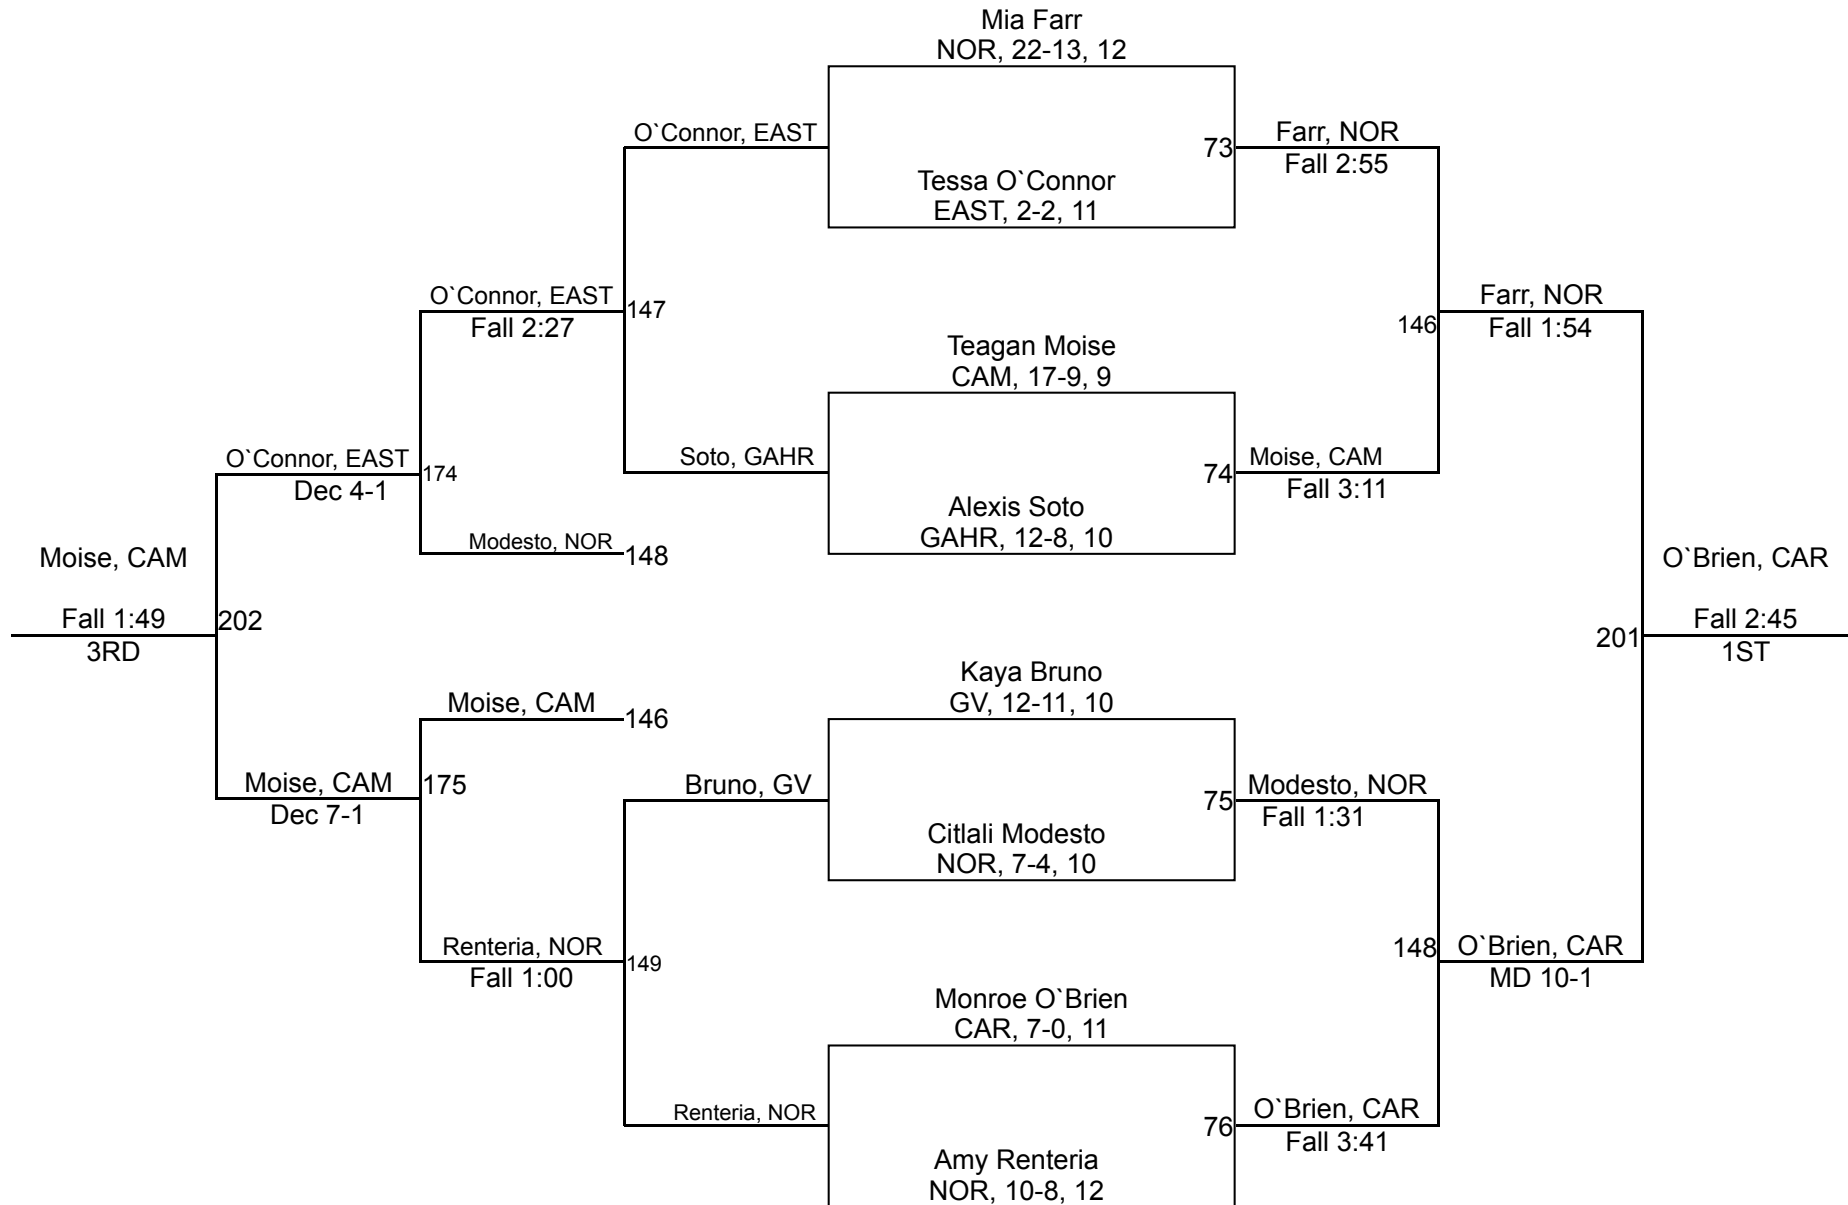 Mia Farr
NOR, 22-13, 12
O`Connor, EAST
73
Farr, NOR
Fall 2:55
Tessa O`Connor
EAST, 2-2, 11
O`Connor, EAST
Fall 2:27
147
146
Farr, NOR
Fall 1:54
Teagan Moise
CAM, 17-9, 9
O`Connor, EAST
Dec 4-1
174
Soto, GAHR
74
Moise, CAM
Fall 3:11
Alexis Soto
GAHR, 12-8, 10
Modesto, NOR
148
Moise, CAM
Fall 1:49
3RD
202
O`Brien, CAR
Fall 2:45
1ST
201
Kaya Bruno
GV, 12-11, 10
Moise, CAM
146
Moise, CAM
Dec 7-1
175
Bruno, GV
75
Modesto, NOR
Fall 1:31
Citlali Modesto
NOR, 7-4, 10
Renteria, NOR
Fall 1:00
149
148
O`Brien, CAR
MD 10-1
Monroe O`Brien
CAR, 7-0, 11
Renteria, NOR
76
O`Brien, CAR
Fall 3:41
Amy Renteria
NOR, 10-8, 12